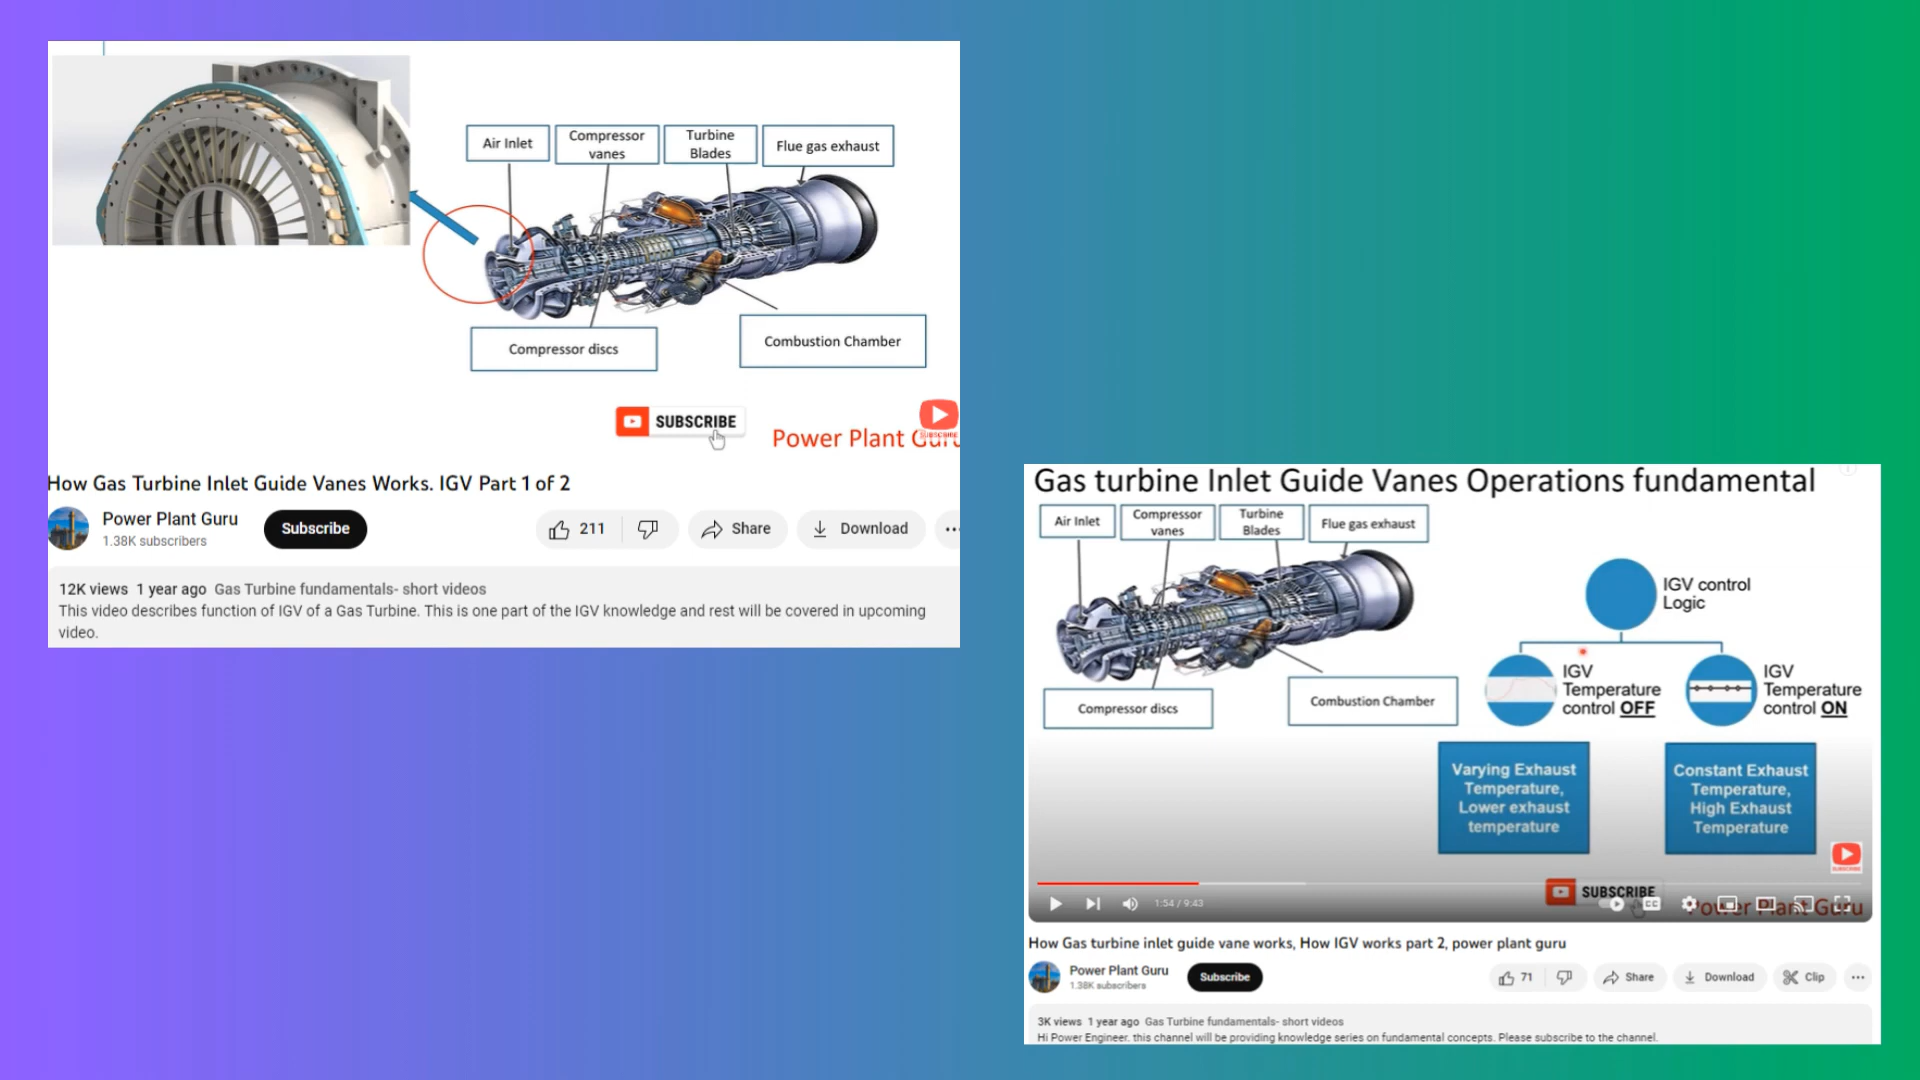 Air Inlet
Compressor
vanes
Turbine
Blades
Flue gas exhaust
Compressor discs
Combustion Chamber
SUBSCRIBE
Power Plant Guru
SUBSCRIBE
How Gas Turbine Inlet Guide Vanes Works. IGV Part 1 of 2
Power Plant Guru
1.38K subscribers
Subscribe
211
Share
Download
12K views 1 year ago Gas Turbine fundamentals- short videos
This video describes function of IGV of a Gas Turbine. This is one part of the IGV knowledge and rest will be covered in upcoming
video.
Gas turbine Inlet Guide Vanes Operations fundamental
Air Inlet
Compressor
vanes
Turbine
Blades
Flue gas exhaust
Compressor discs
Combustion Chamber
IGV control
Logic
IGV
Temperature
control OFF
IGV
Temperature
control ON
Varying Exhaust
Temperature,
Lower exhaust
temperature
Constant Exhaust
Temperature,
High Exhaust
Temperature
SUBSCRIBE
SUBSCRIBE
1:54 / 9:43
CC
Power Plant Guru
How Gas turbine inlet guide vane works, How IGV works part 2, power plant guru
Power Plant Guru
1.38K subscribers
Subscribe
71
Share
Download
Clip
3K views 1 year ago Gas Turbine fundamentals- short videos
Hi Power Engineer. this channel will be providing knowledge series on fundamental concepts. Please subscribe to the channel.